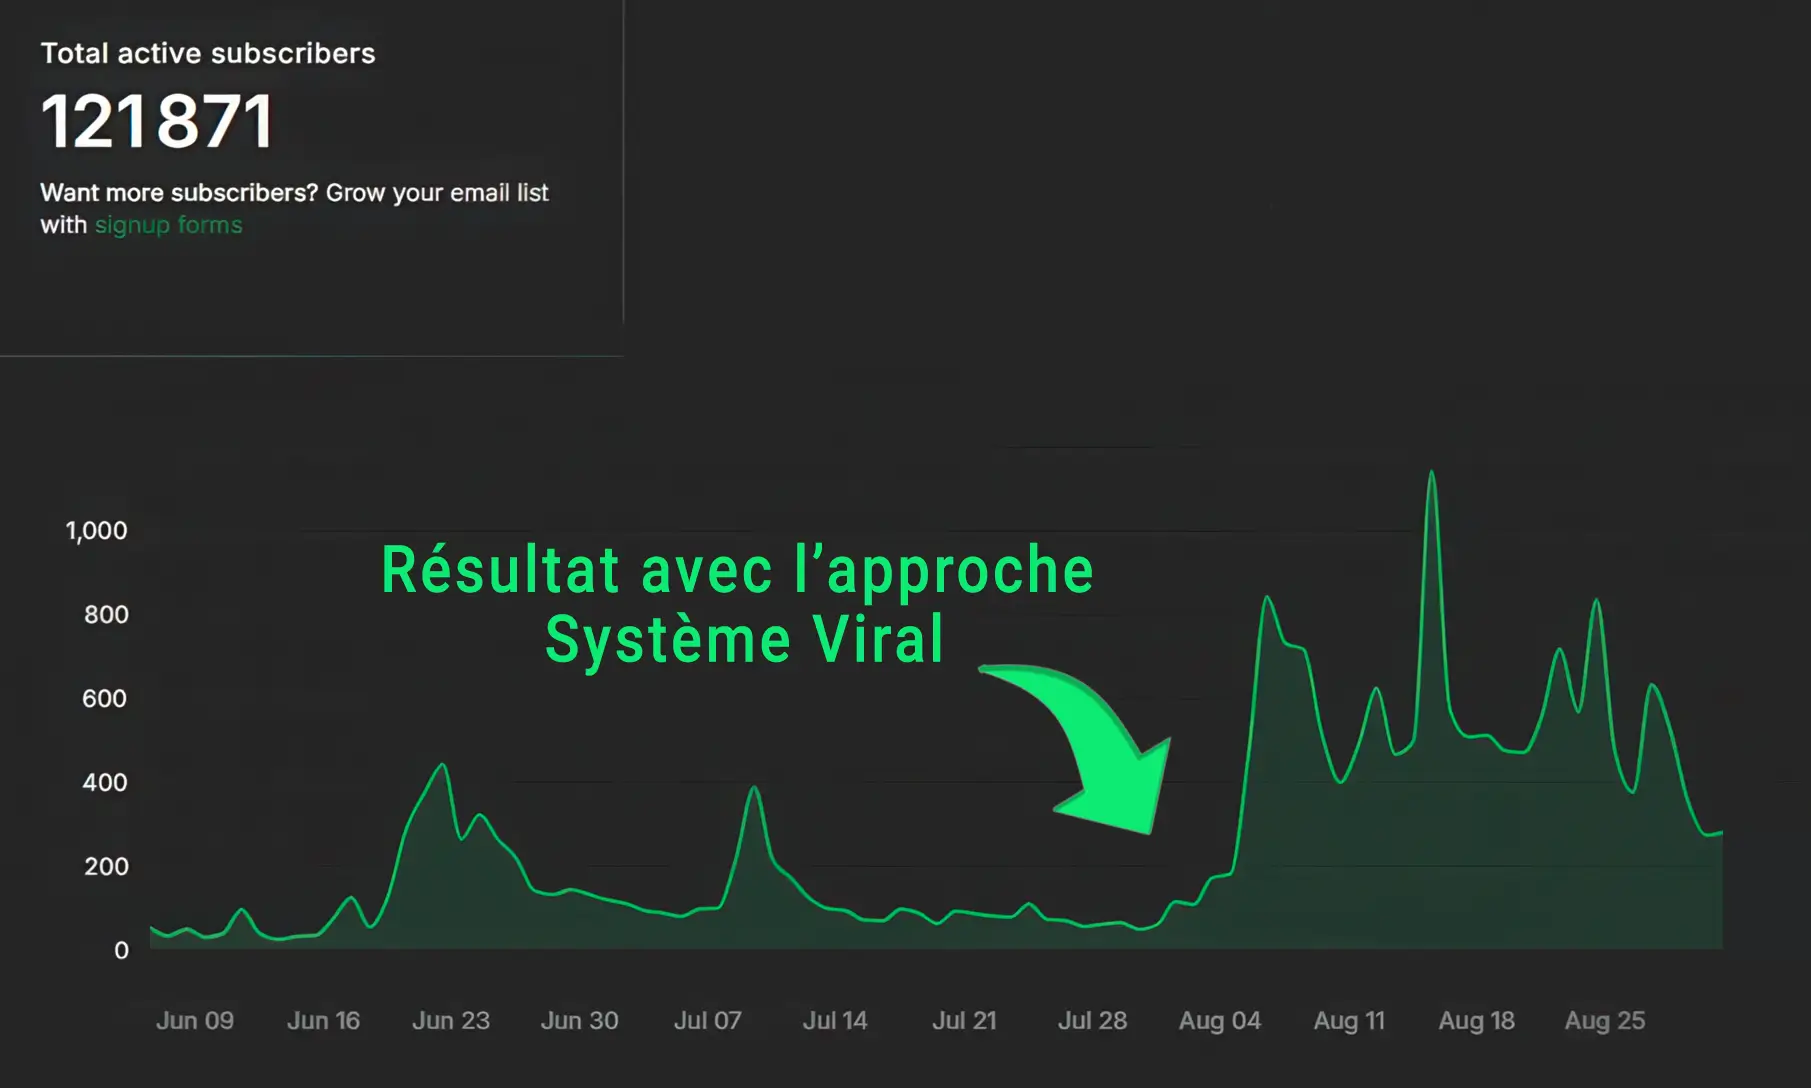 Total active subscribers
121871
Want more subscribers? Grow your email list
with signup forms
1,000
800
600
400
200
0
Résultat avec l’approche
Système Viral
Jun 09 Jun 16 Jun 23 Jun 30 Jul 07 Jul 14 Jul 21 Jul 28 Aug 04 Aug 11 Aug 18 Aug 25